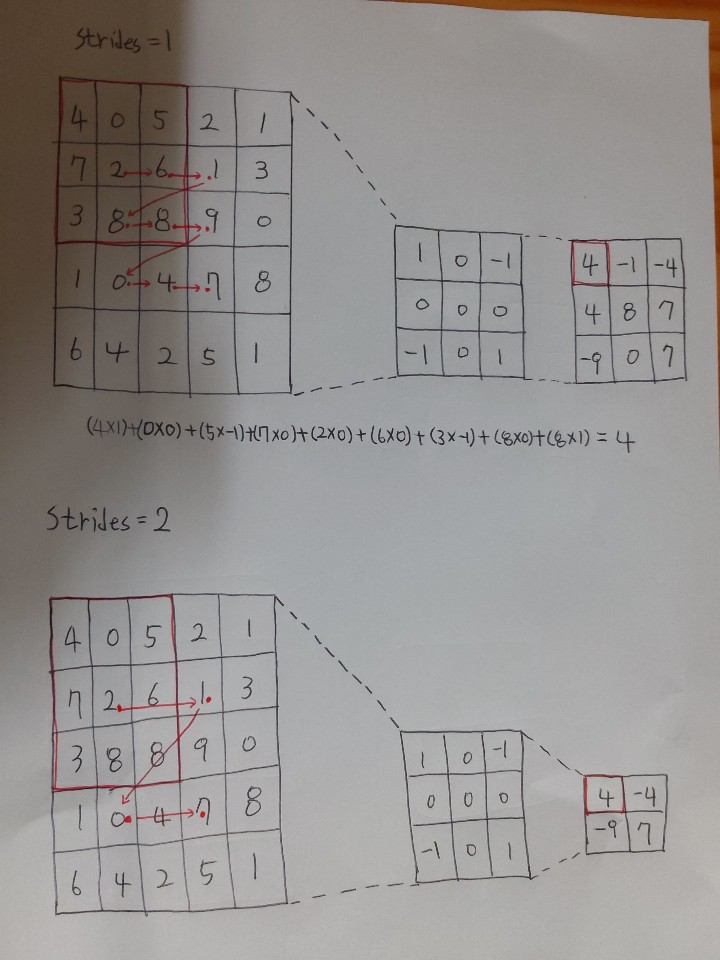 Strides=1
4 0 5 2 1
7 2 6 1 3
3 8 8 9 0
1 0 4 7 8
6 4 2 5 1
1 0 -1
0 0 0
-1 0 1
4 -1 -4
4 8 7
-9 0 7
(4×1)+(0×0)+(5×-1)+(7×0)+(2×0)+(6×0)+(3×-1)+(8×0)+(8×1)=4
Strides=2
4 0 5 2 1
7 2 6 1 3
3 8 8 9 0
1 0 4 7 8
6 4 2 5 1
1 0 -1
0 0 0
-1 0 1
4 -4
-9 7